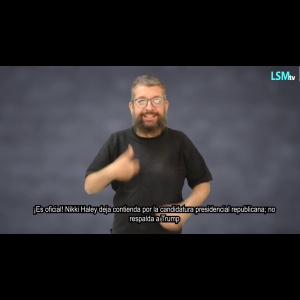 LSMtv
¡Es oficial! Nikki Haley deja contienda por la candidatura presidencial republicana; no
respalda a Trump